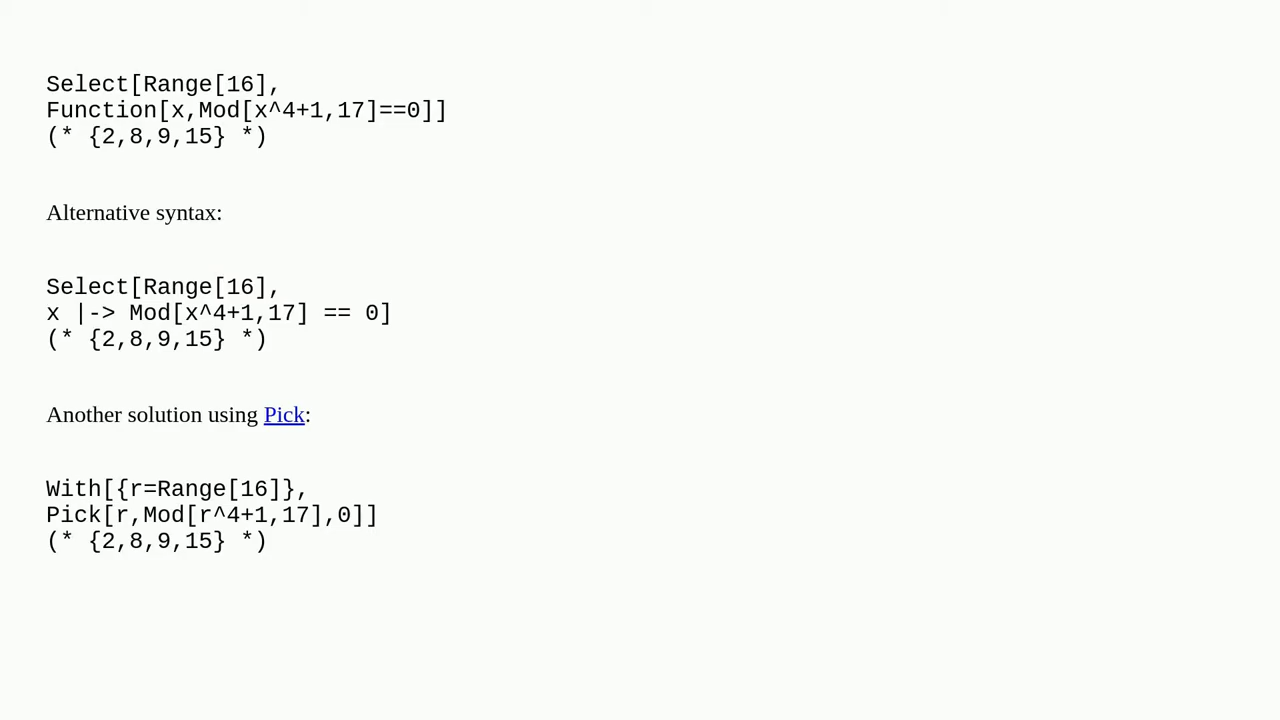 Select[Range[16],
Function[x,Mod[x^4+1,17]==0]]
(* {2,8,9,15} *)
Alternative syntax:
Select[Range[16],
x |-> Mod[x^4+1,17] == 0]
(* {2,8,9,15} *)
Another solution using Pick:
With[{r=Range[16]},
Pick[r,Mod[r^4+1,17],0]]
(* {2,8,9,15} *)